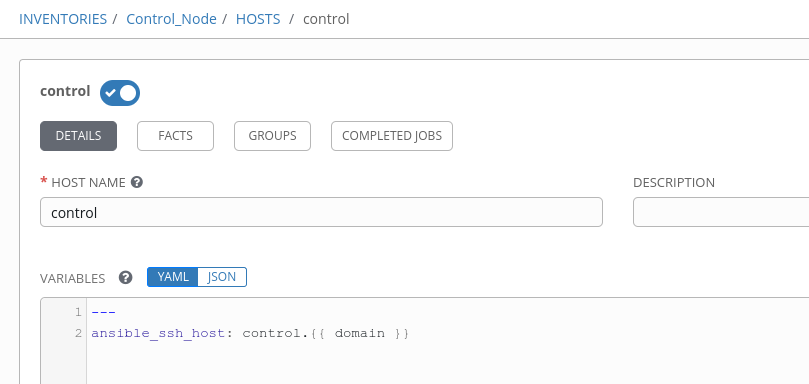 INVENTORIES / Control_Node / HOSTS / control
control
DETAILS FACTS GROUPS COMPLETED JOBS
* HOST NAME ? DESCRIPTION
control
VARIABLES ? YAML JSON
1 ---
2 ansible_ssh_host: control.{{ domain }}